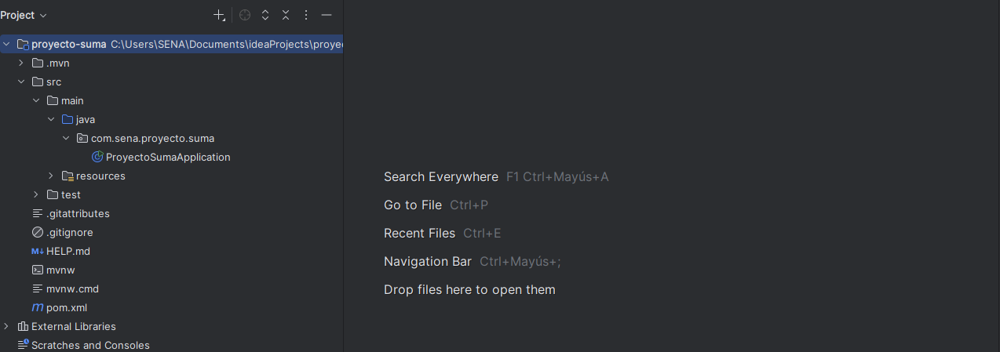 Project
proyecto-suma C:\Users\SENA\Documents\ideaProjects\proye
.mvn
src
main
java
com.sena.proyecto.suma
ProyectoSumaApplication
resources
test
.gitattributes
.gitignore
M↓ HELP.md
mvnw
mvnw.cmd
m pom.xml
External Libraries
Scratches and Consoles
Search Everywhere F1 Ctrl+Mayús+A
Go to File Ctrl+P
Recent Files Ctrl+E
Navigation Bar Ctrl+Mayús+;
Drop files here to open them